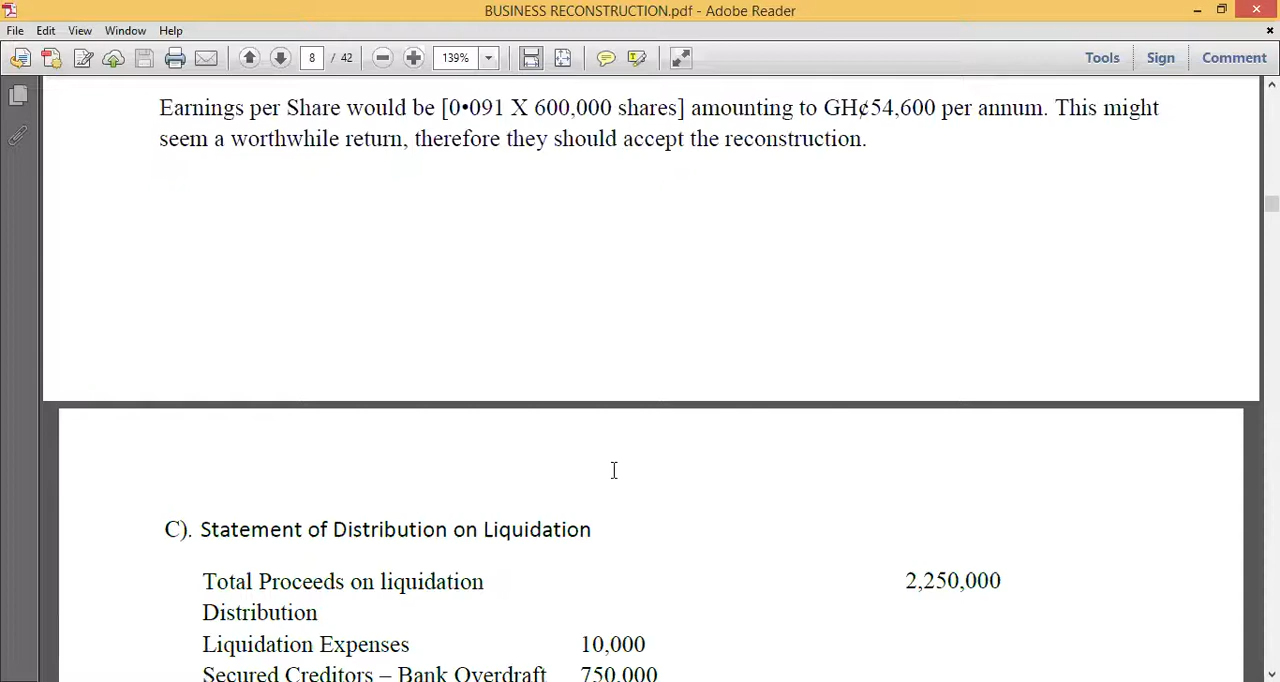 BUSINESS RECONSTRUCTION.pdf - Adobe Reader
File Edit View Window Help
8 / 42 139% Tools Sign Comment
Earnings per Share would be [0•091 X 600,000 shares] amounting to GH¢54,600 per annum. This might
seem a worthwhile return, therefore they should accept the reconstruction.
C). Statement of Distribution on Liquidation
Total Proceeds on liquidation 2,250,000
Distribution
Liquidation Expenses 10,000
Secured Creditors – Bank Overdraft 750,000